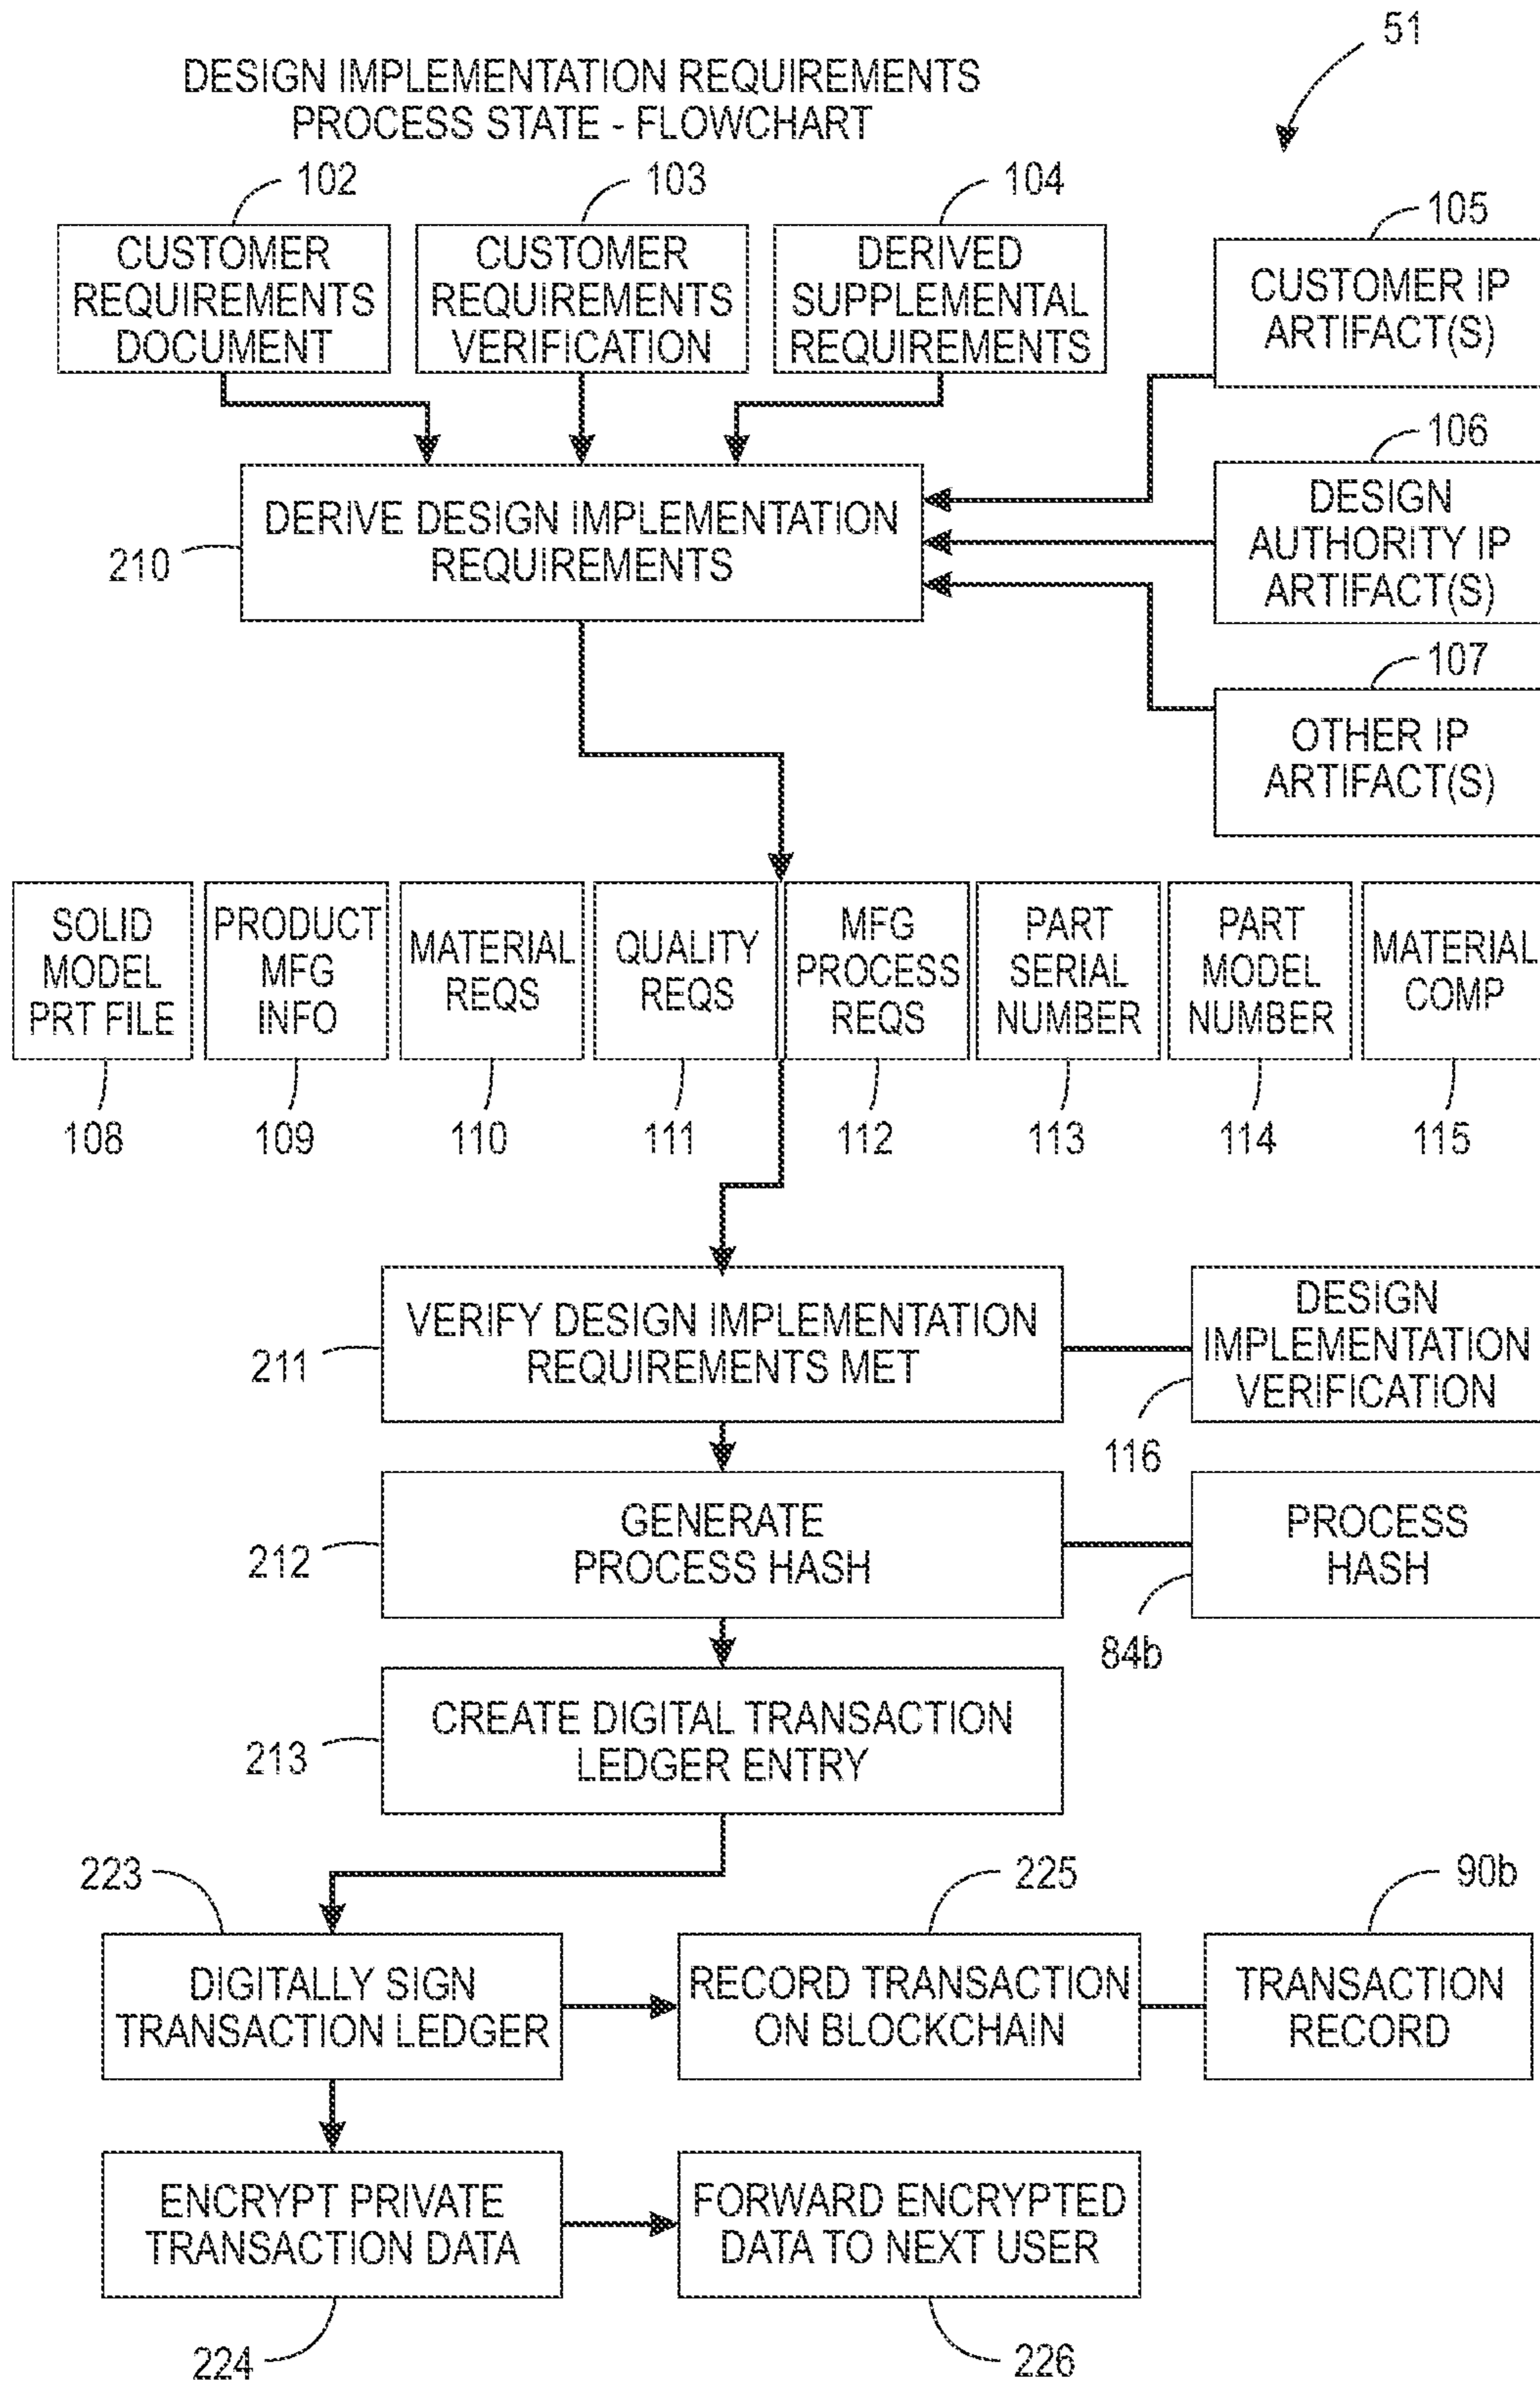 51
DESIGN IMPLEMENTATION REQUIREMENTS
PROCESS STATE - FLOWCHART
102
103
104
105
CUSTOMER
REQUIREMENTS
DOCUMENT
CUSTOMER
REQUIREMENTS
VERIFICATION
DERIVED
SUPPLEMENTAL
REQUIREMENTS
CUSTOMER IP
ARTIFACT(S)
106
DESIGN
AUTHORITY IP
ARTIFACT(S)
DERIVE DESIGN IMPLEMENTATION
REQUIREMENTS
210
107
OTHER IP
ARTIFACT(S)
SOLID
MODEL
PRT FILE
PRODUCT
MFG
INFO
MATERIAL
REQS
QUALITY
REQS
MFG
PROCESS
REQS
PART
SERIAL
NUMBER
PART
MODEL
NUMBER
MATERIAL
COMP
108
109
110
111
112
113
114
115
VERIFY DESIGN IMPLEMENTATION
REQUIREMENTS MET
211
DESIGN
IMPLEMENTATION
VERIFICATION
116
GENERATE
PROCESS HASH
212
PROCESS
HASH
84b
CREATE DIGITAL TRANSACTION
LEDGER ENTRY
213
223
225
90b
DIGITALLY SIGN
TRANSACTION LEDGER
RECORD TRANSACTION
ON BLOCKCHAIN
TRANSACTION
RECORD
ENCRYPT PRIVATE
TRANSACTION DATA
FORWARD ENCRYPTED
DATA TO NEXT USER
224
226